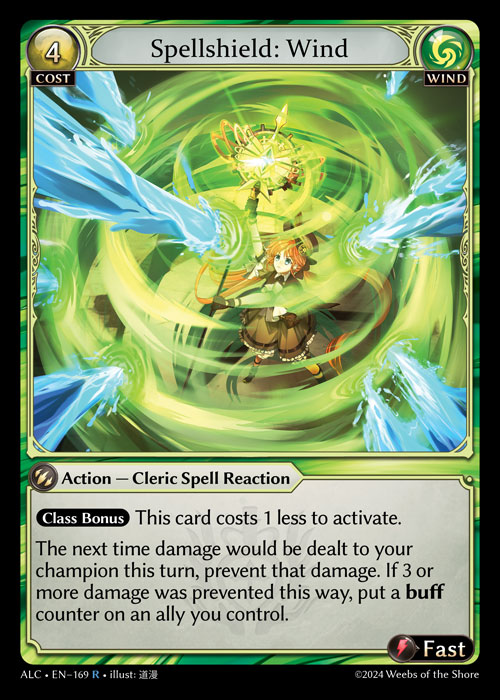 4
COST
Spellshield: Wind
WIND
Action — Cleric Spell Reaction
Class Bonus This card costs 1 less to activate.
The next time damage would be dealt to your
champion this turn, prevent that damage. If 3 or
more damage was prevented this way, put a buff
counter on an ally you control.
Fast
ALC • EN–169 R • illust: 道漫
©2024 Weebs of the Shore